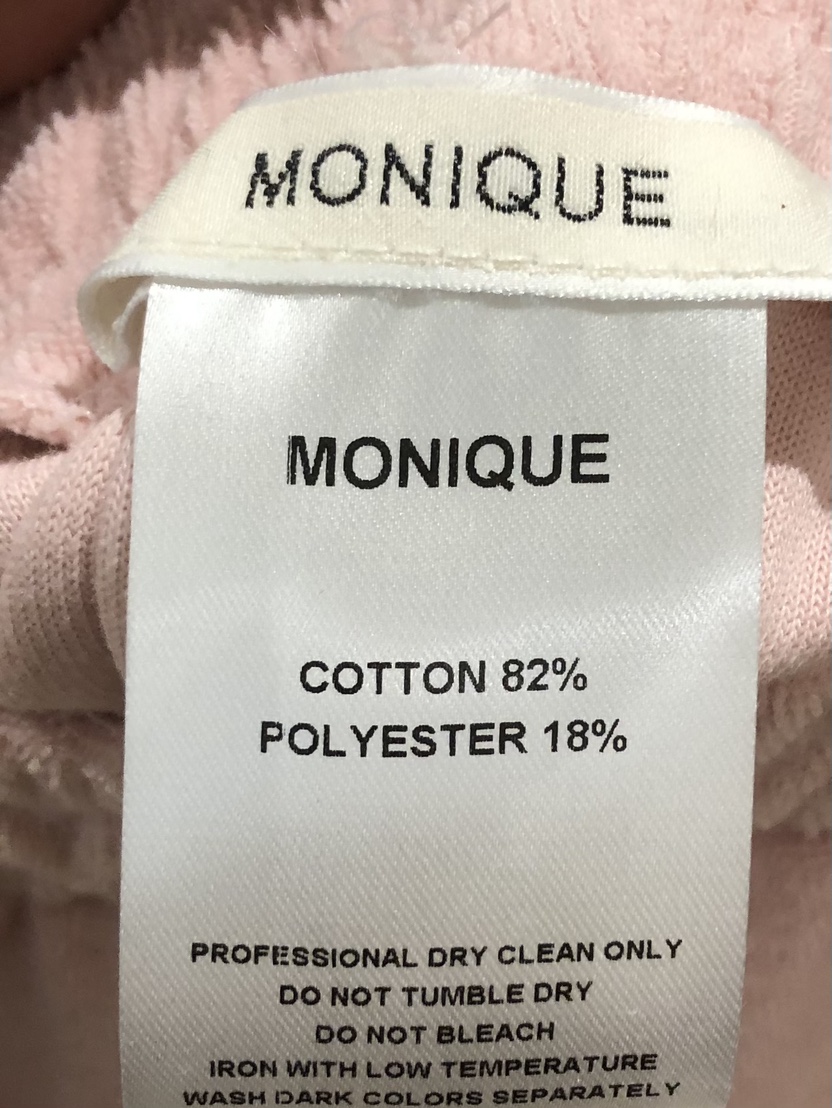 MONIQUE
MONIQUE
COTTON 82%
POLYESTER 18%
PROFESSIONAL DRY CLEAN ONLY
DO NOT TUMBLE DRY
DO NOT BLEACH
IRON WITH LOW TEMPERATURE
WASH DARK COLORS SEPARATELY